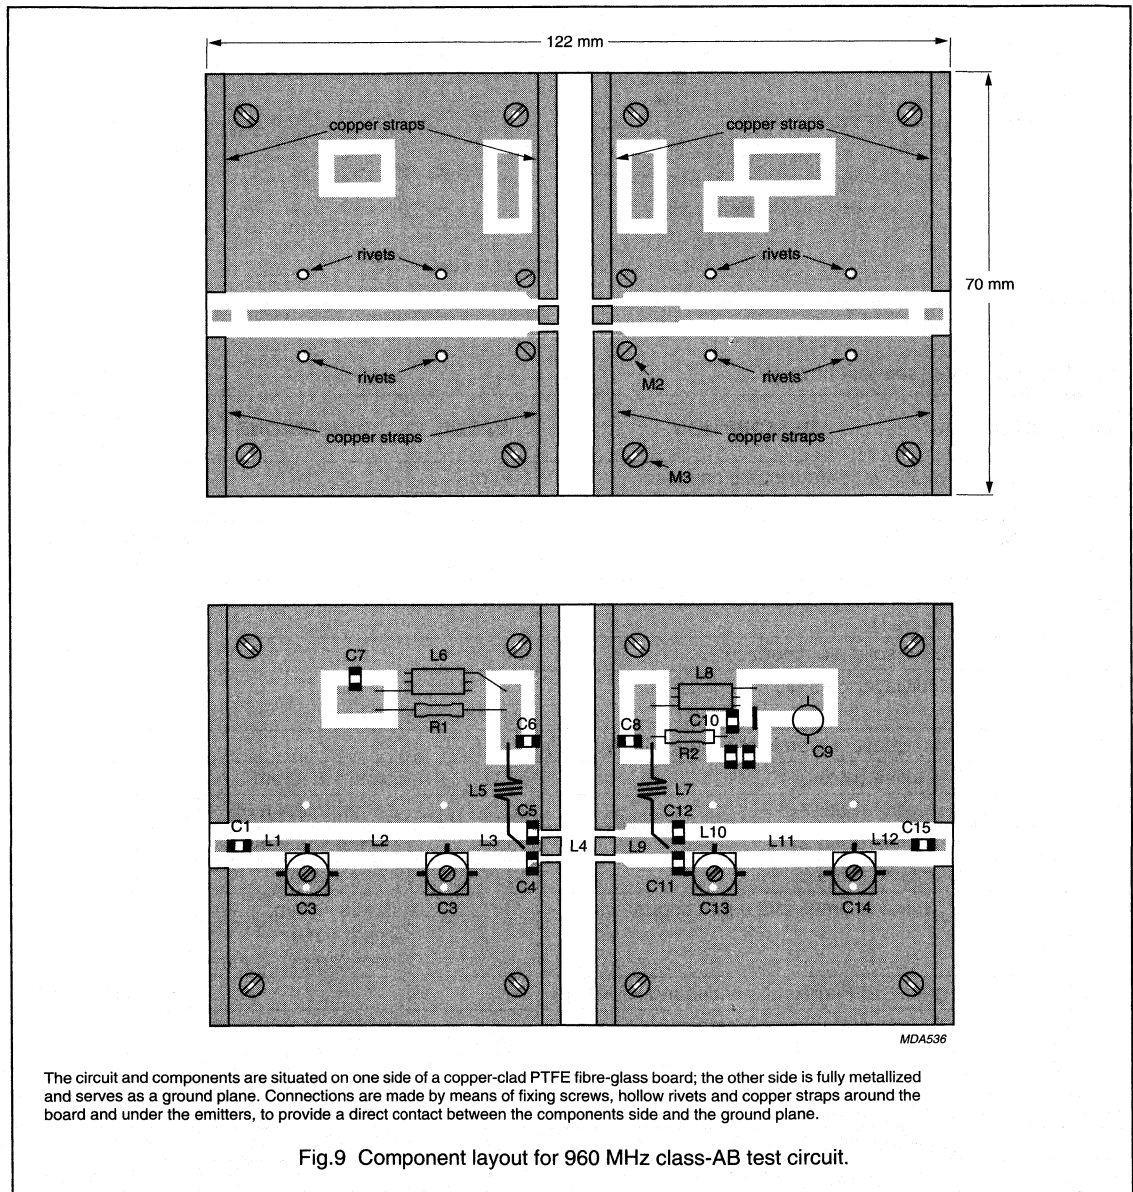 122 mm
copper straps
copper straps
rivets
rivets
70 mm
rivets
rivets
M2
copper straps
copper straps
M3
C7
L6
L8
C10
R1
C6
C8
R2
C9
L5
L7
C5
C12
C1
L1
L2
L3
L4
L9
L10
L11
L12
C15
C4
C11
C3
C3
C13
C14
MDA536
The circuit and components are situated on one side of a copper-clad PTFE fibre-glass board; the other side is fully metallized
and serves as a ground plane. Connections are made by means of fixing screws, hollow rivets and copper straps around the
board and under the emitters, to provide a direct contact between the components side and the ground plane.
Fig.9 Component layout for 960 MHz class-AB test circuit.